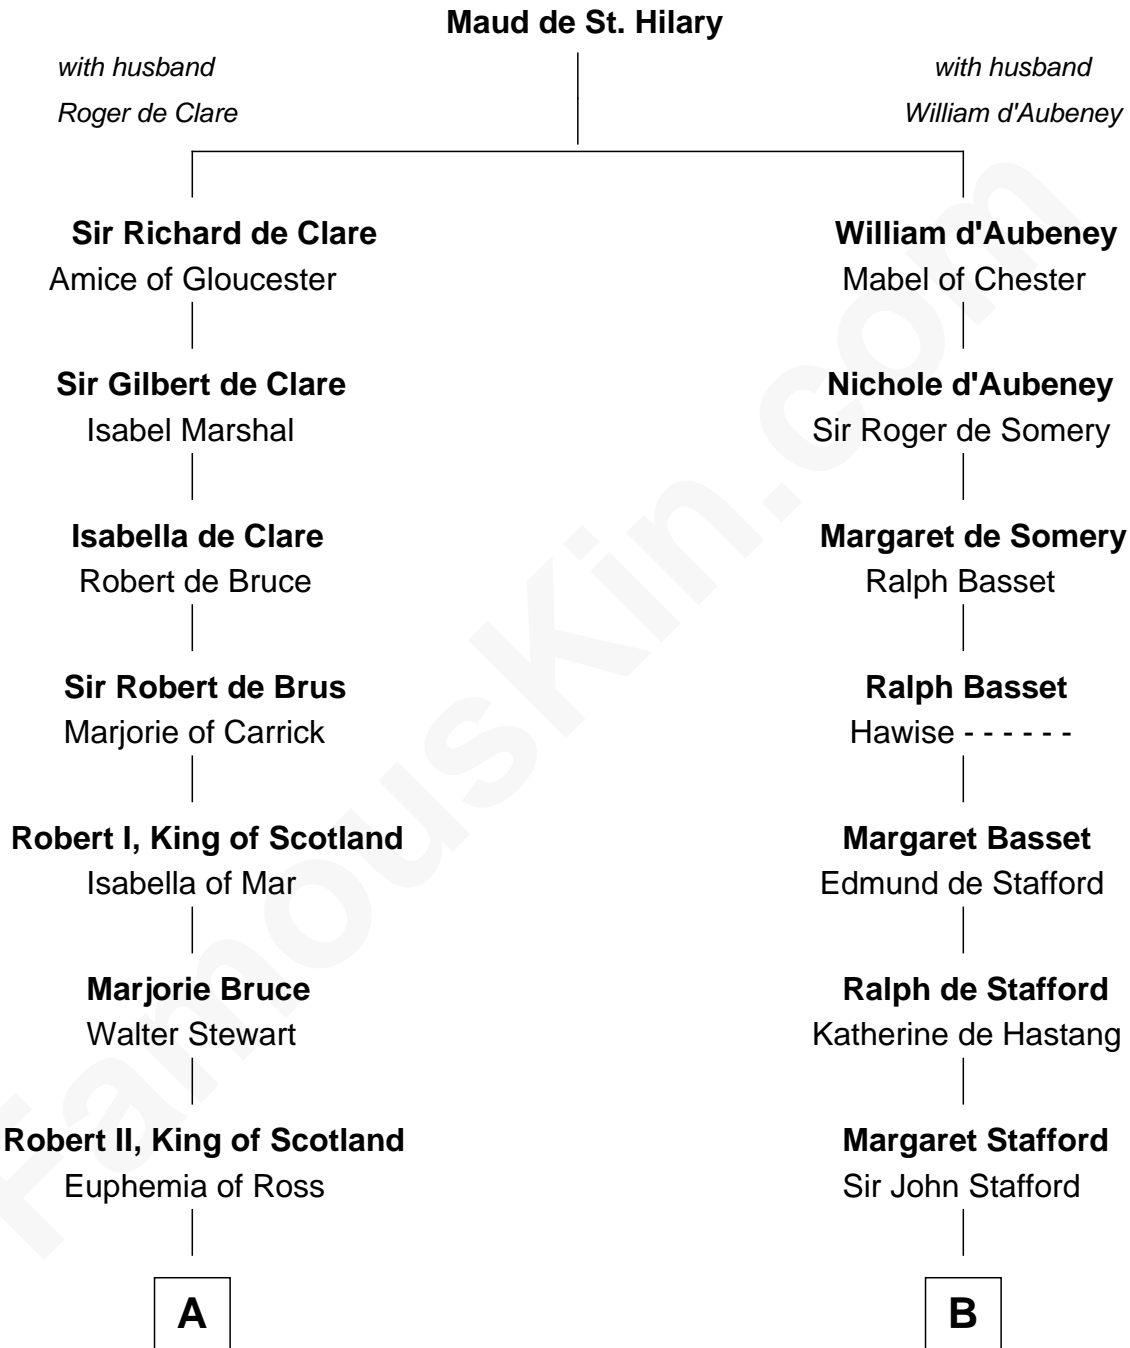 Maud de St. Hilary
with husband
Roger de Clare
with husband
William d'Aubeney
Sir Richard de Clare
Amice of Gloucester
William d'Aubeney
Mabel of Chester
Sir Gilbert de Clare
Isabel Marshal
Nichole d'Aubeney
Sir Roger de Somery
Isabella de Clare
Robert de Bruce
Margaret de Somery
Ralph Basset
Sir Robert de Brus
Marjorie of Carrick
Ralph Basset
Hawise - - - - - -
Robert I, King of Scotland
Isabella of Mar
Margaret Basset
Edmund de Stafford
Marjorie Bruce
Walter Stewart
Ralph de Stafford
Katherine de Hastang
Robert II, King of Scotland
Euphemia of Ross
Margaret Stafford
Sir John Stafford
A
B
FamousKin.com